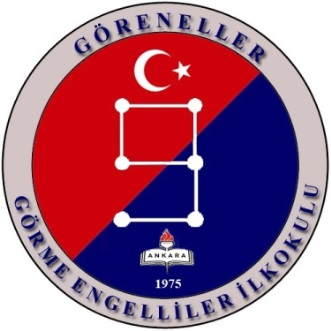 GÖRENELLER
ANKARA
1975
GÖRME ENGELLİLER İLKOKULU